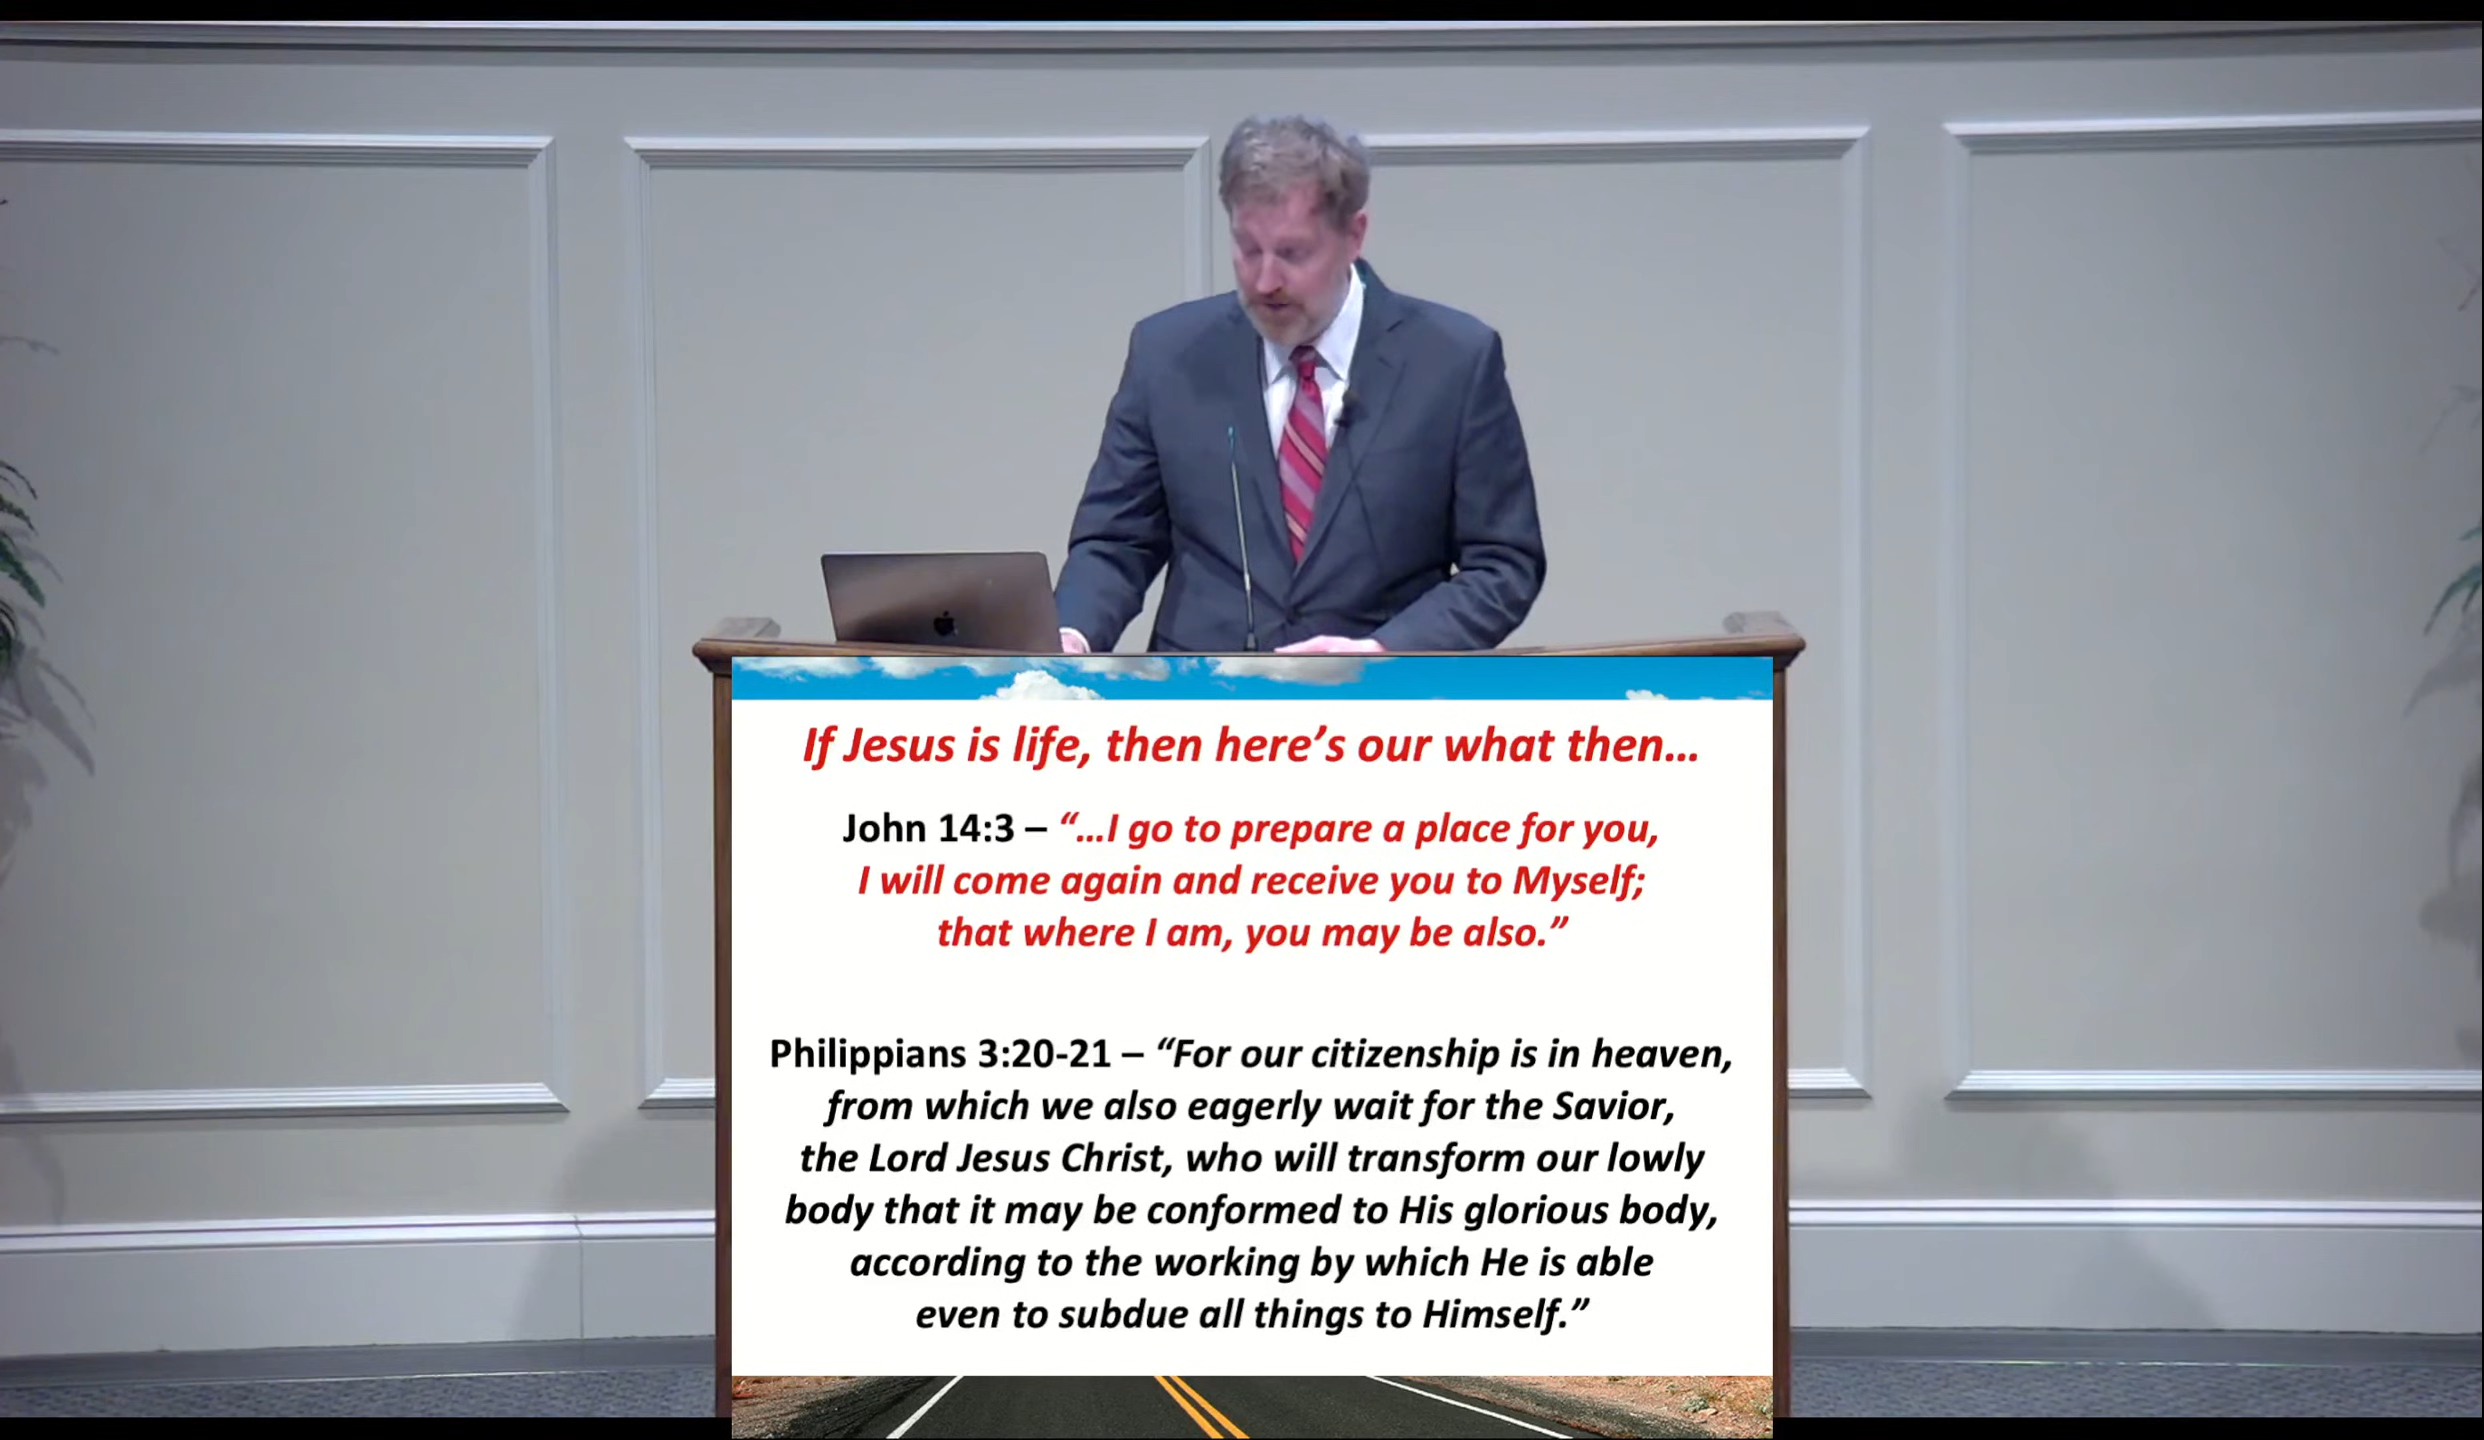 If Jesus is life, then here’s our what then…
John 14:3 – “…I go to prepare a place for you,
I will come again and receive you to Myself;
that where I am, you may be also.”
Philippians 3:20-21 – “For our citizenship is in heaven,
from which we also eagerly wait for the Savior,
the Lord Jesus Christ, who will transform our lowly
body that it may be conformed to His glorious body,
according to the working by which He is able
even to subdue all things to Himself.”